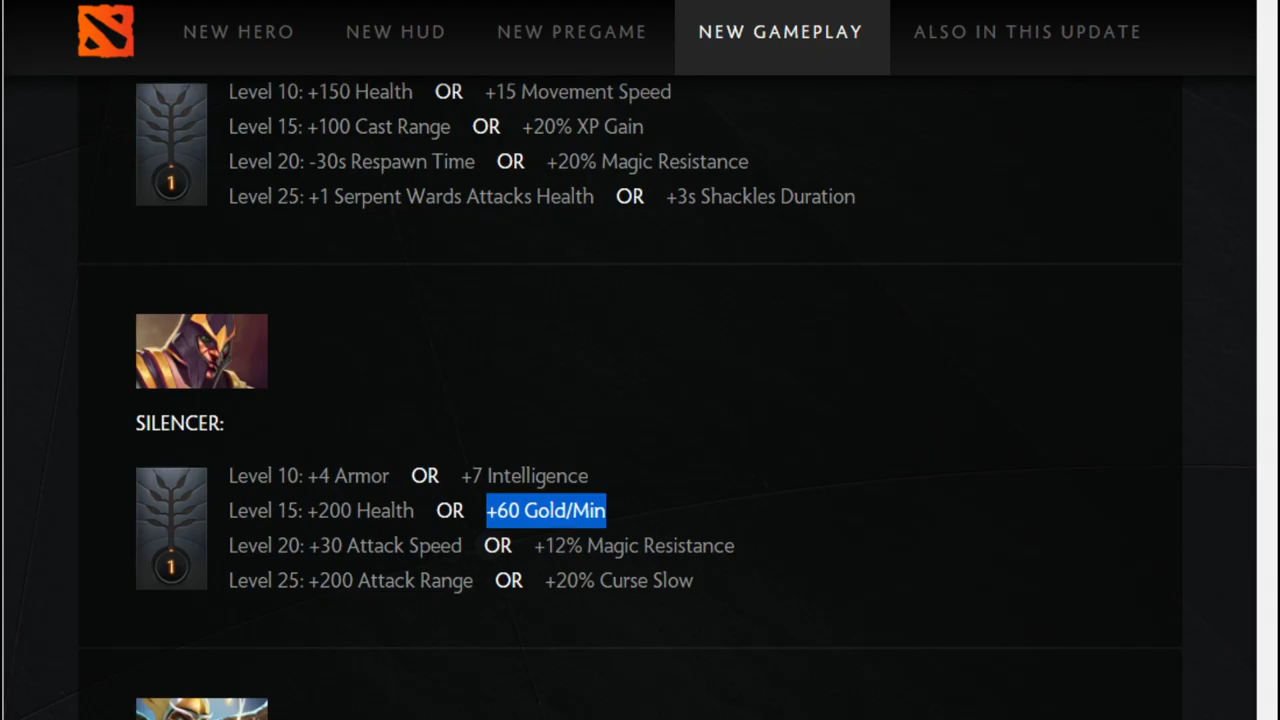 NEW HERO NEW HUD NEW PREGAME NEW GAMEPLAY ALSO IN THIS UPDATE
Level 10: +150 Health OR +15 Movement Speed
Level 15: +100 Cast Range OR +20% XP Gain
Level 20: -30s Respawn Time OR +20% Magic Resistance
Level 25: +1 Serpent Wards Attacks Health OR +3s Shackles Duration
1
SILENCER:
Level 10: +4 Armor OR +7 Intelligence
Level 15: +200 Health OR +60 Gold/Min
Level 20: +30 Attack Speed OR +12% Magic Resistance
Level 25: +200 Attack Range OR +20% Curse Slow
1